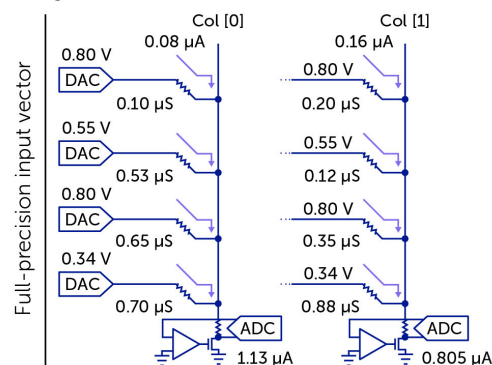 Col [0]
Col [1]
0.08 µA
0.16 µA
Full-precision input vector
0.80 V
DAC
0.10 µS
0.80 V
0.20 µS
0.55 V
DAC
0.53 µS
0.55 V
0.12 µS
0.80 V
DAC
0.65 µS
0.80 V
0.35 µS
0.34 V
DAC
0.70 µS
0.34 V
0.88 µS
ADC
ADC
1.13 µA
0.805 µA